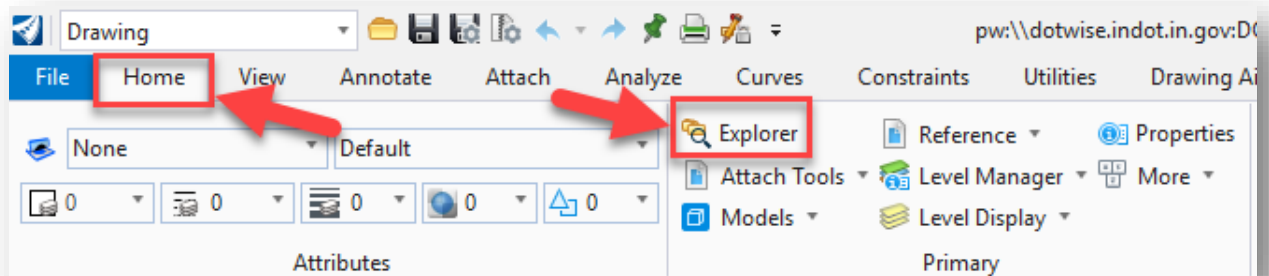 Drawing pw:\\dotwise.indot.in.gov:D
File Home View Annotate Attach Analyze Curves Constraints Utilities Drawing Ai
None Default Explorer Reference Properties
Attach Tools Level Manager More
0 0 0 0 0 Models Level Display
Attributes Primary